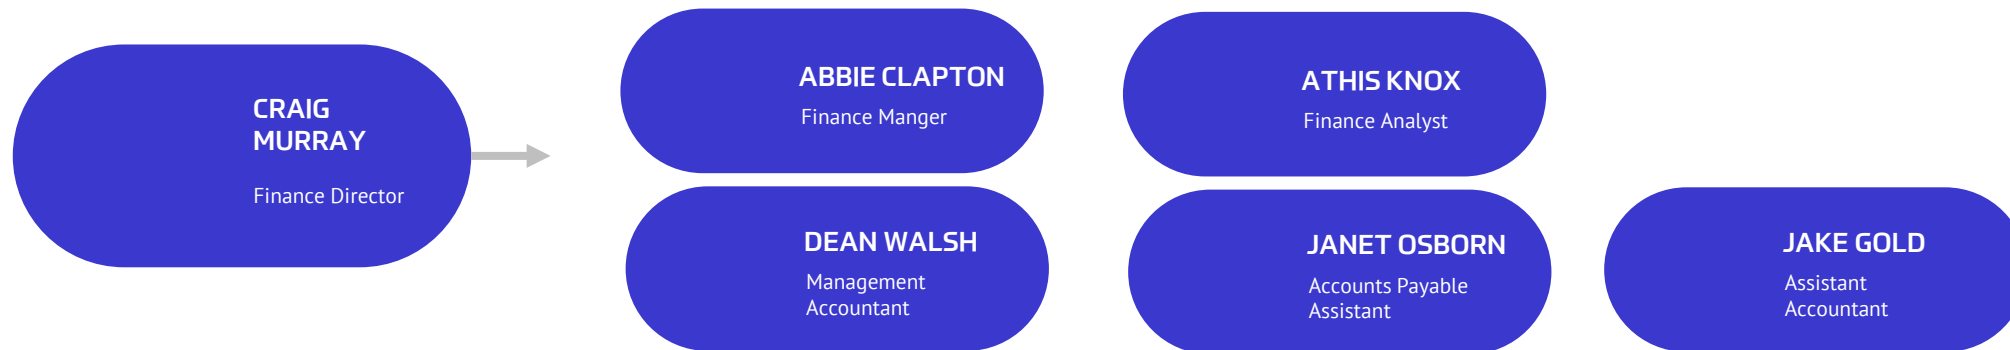 CRAIG
MURRAY
Finance Director
ABBIE CLAPTON
Finance Manger
ATHIS KNOX
Finance Analyst
DEAN WALSH
Management
Accountant
JANET OSBORN
Accounts Payable
Assistant
JAKE GOLD
Assistant
Accountant